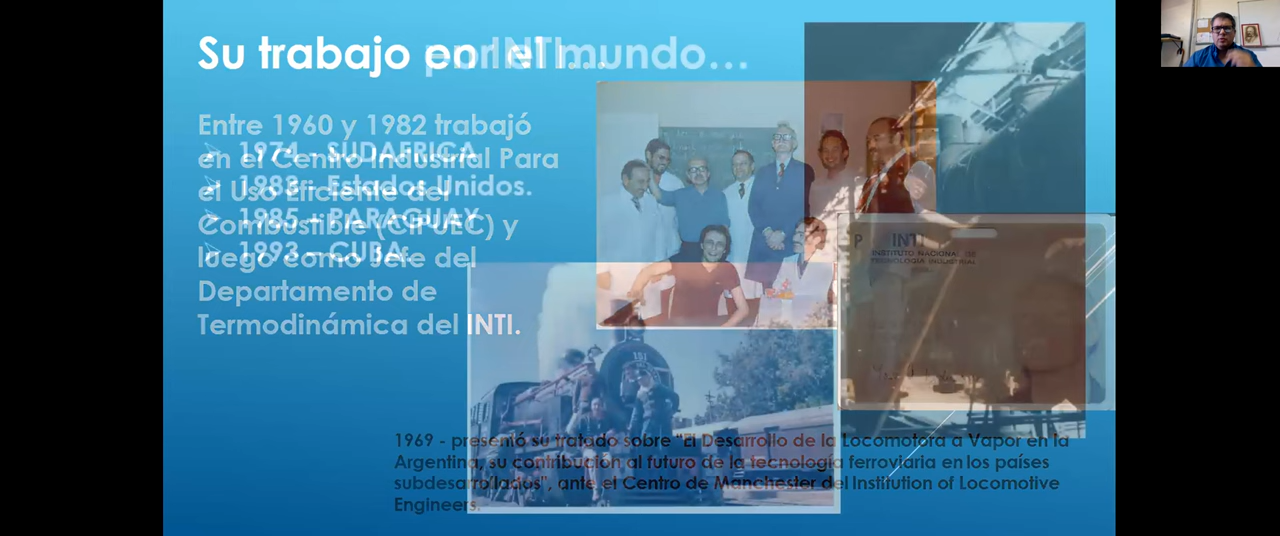 Su trabajo en el mundo...
Su trabajo en INTI...
Entre 1960 y 1982 trabajó
en el Centro Industrial Para
el Uso Eficiente del
Combustible (CIPUEC) y
luego como Jefe del
Departamento de
Termodinámica del INTI.
1974 - SUDAFRICA
1983 - Estados Unidos.
1985 - PARAGUAY
1993 - CUBA.
P INTI
INSTITUTO NACIONAL DE
TECNOLOGÍA INDUSTRIAL
101
1969 - presentó su tratado sobre "El Desarrollo de la Locomotora a Vapor en la
Argentina, su contribución al futuro de la tecnología ferroviaria en los países
subdesarrollados", ante el Centro de Manchester del Institution of Locomotive
Engineers.